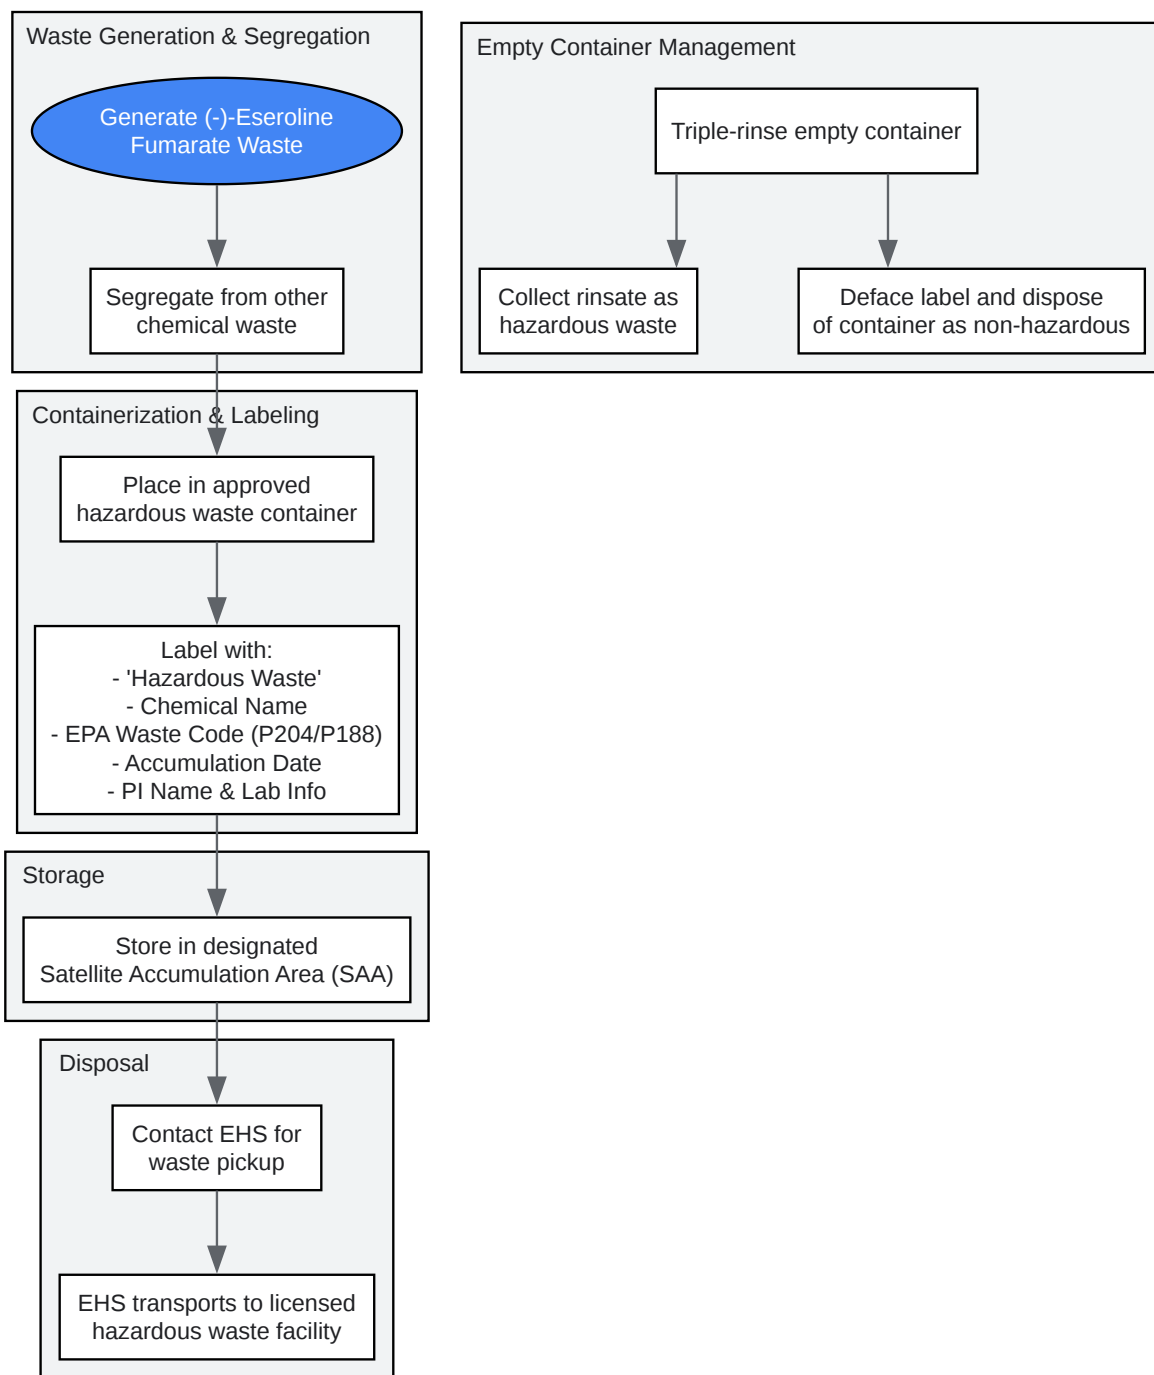 Waste Generation & Segregation
Generate (-)-Eseroline
Fumarate Waste
Segregate from other
chemical waste
Containerization & Labeling
Place in approved
hazardous waste container
Label with:
- 'Hazardous Waste'
- Chemical Name
- EPA Waste Code (P204/P188)
- Accumulation Date
- PI Name & Lab Info
Storage
Store in designated
Satellite Accumulation Area (SAA)
Disposal
Contact EHS for
waste pickup
EHS transports to licensed
hazardous waste facility
Empty Container Management
Triple-rinse empty container
Collect rinsate as
hazardous waste
Deface label and dispose
of container as non-hazardous